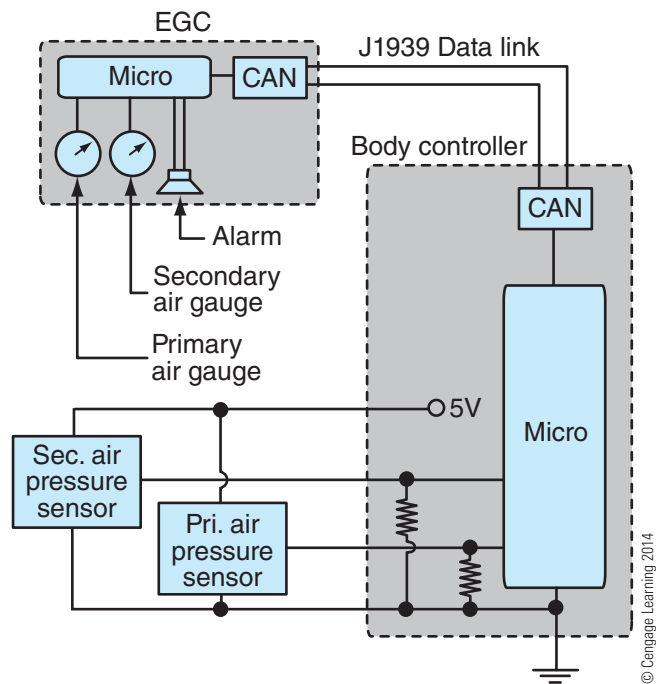 EGC
J1939 Data link
Micro
CAN
Body controller
CAN
Alarm
Secondary
air gauge
Primary
air gauge
5V
Micro
Sec. air
pressure
sensor
Pri. air
pressure
sensor
© Cengage Learning 2014